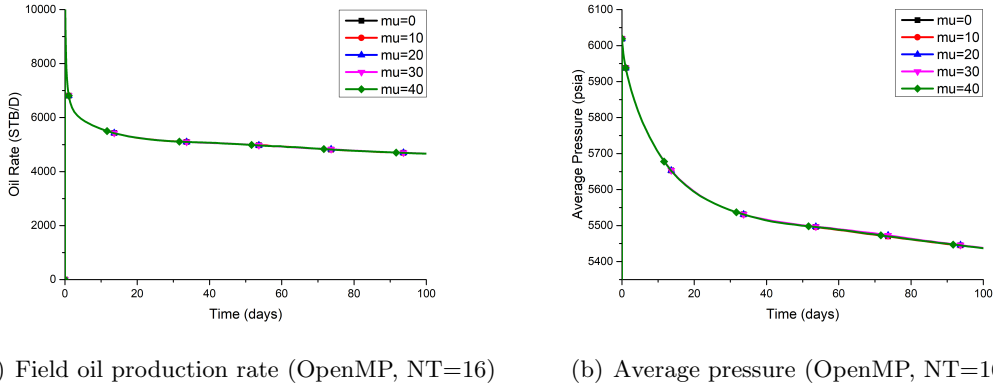 10000
8000
6000
4000
2000
0
Oil Rate (STB/D)
0
20
40
60
80
100
Time (days)
mu=0
mu=10
mu=20
mu=30
mu=40
6100
6000
5900
5800
5700
5600
5500
5400
Average Pressure (psia)
0
20
40
60
80
100
Time (days)
mu=0
mu=10
mu=20
mu=30
mu=40
) Field oil production rate (OpenMP, NT=16)
(b) Average pressure (OpenMP, NT=16